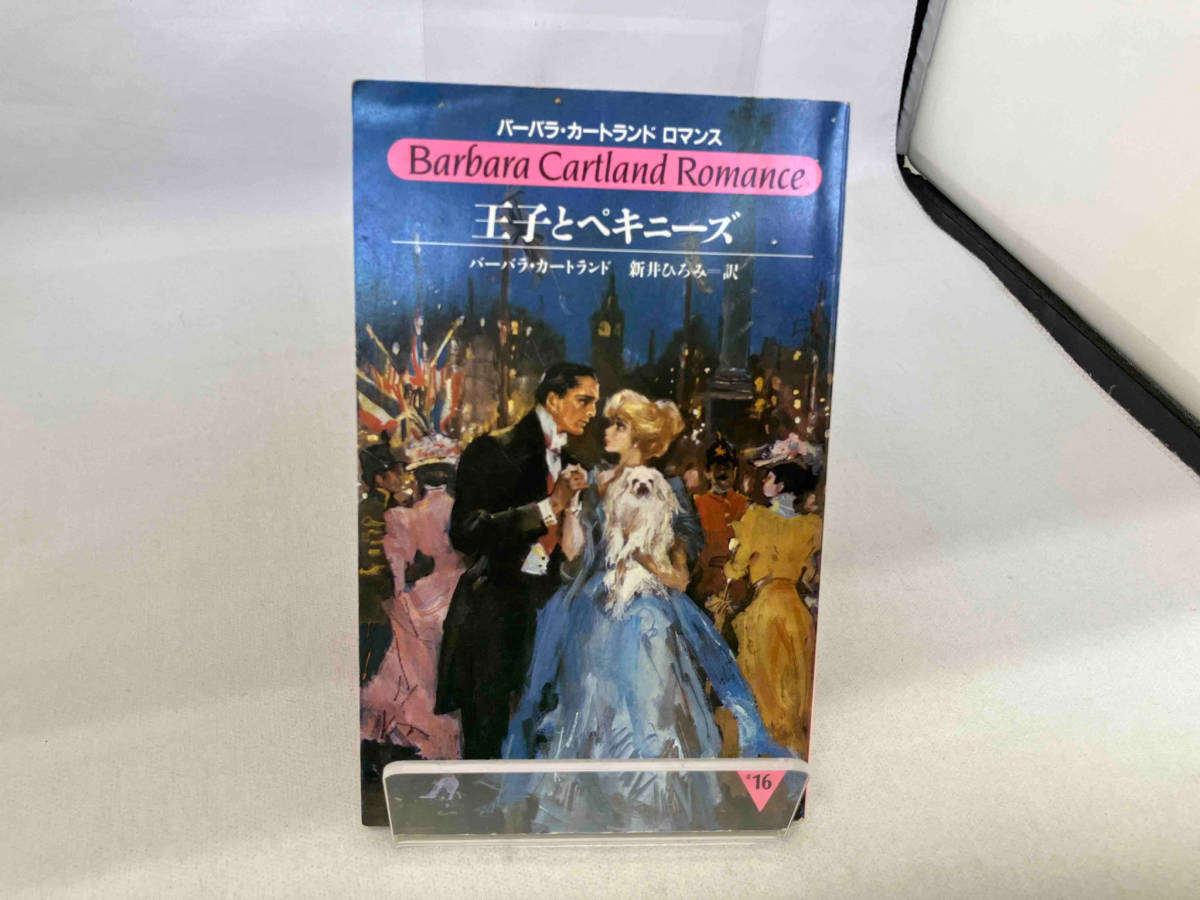 バーバラ・カートランド ロマンス
Barbara Cartland Romance
王子とペキニーズ
バーバラ・カートランド 新井ひろみ=訳
#16